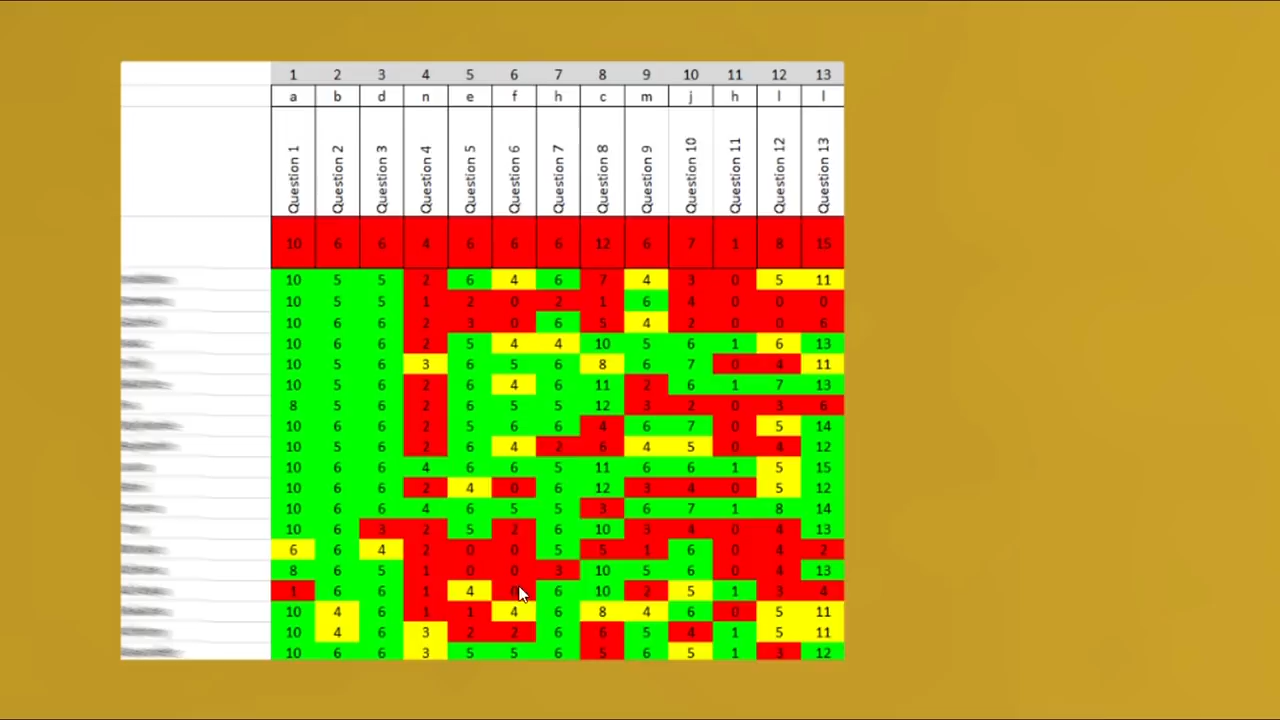 1 2 3 4 5 6 7 8 9 10 11 12 13
a b d n e f h c m j h l l
Question 1 Question 2 Question 3 Question 4 Question 5 Question 6 Question 7 Question 8 Question 9 Question 10 Question 11 Question 12 Question 13
10 6 6 4 6 6 6 12 6 7 1 8 15
10 5 5 2 6 4 6 7 4 3 0 5 11
10 5 5 1 2 0 2 1 6 4 0 0 0
10 6 6 2 3 0 6 5 4 2 0 0 6
10 6 6 2 5 4 4 10 5 6 1 6 13
10 5 6 3 6 5 6 8 6 7 0 4 11
10 5 6 2 6 4 6 11 2 6 1 7 13
8 5 6 2 6 5 5 12 3 2 0 3 6
10 6 6 2 5 6 6 4 6 7 0 5 14
10 5 6 2 6 4 2 6 4 5 0 4 12
10 6 6 4 6 6 5 11 6 6 1 5 15
10 6 6 2 4 0 6 12 3 4 0 5 12
10 6 6 4 6 5 5 3 6 7 1 8 14
10 6 3 2 5 2 6 10 3 4 0 4 13
6 6 4 2 0 0 5 5 1 6 0 4 2
8 6 5 1 0 0 3 10 5 6 0 4 13
1 6 6 1 4 0 6 10 2 5 1 3 4
10 4 6 1 1 4 6 8 4 6 0 5 11
10 4 6 3 2 2 6 6 5 4 1 5 11
10 6 6 3 5 5 6 5 6 5 1 3 12